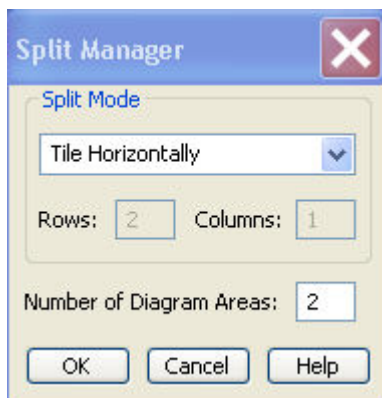 Split Manager
Split Mode
Tile Horizontally
Rows: 2 Columns: 1
Number of Diagram Areas: 2
OK Cancel Help